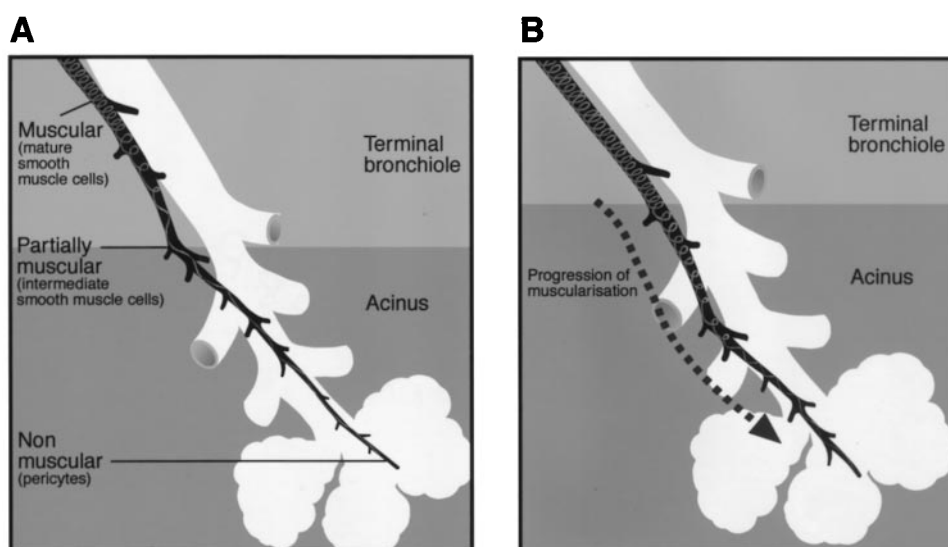 A
Muscular
(mature
smooth
muscle cells)
Terminal
bronchiole
Partially
muscular
(intermediate
smooth muscle cells)
Acinus
Non
muscular
(pericytes)
B
Terminal
bronchiole
Progression of
muscularisation
Acinus